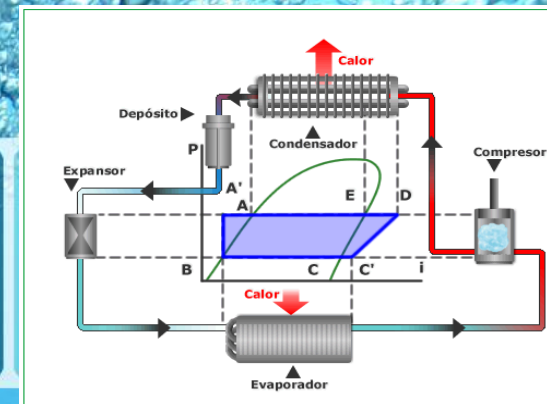 Calor
Depósito
Condensador
Compresor
P
Expansor
A'
A
E
D
B
C
C'
i
Calor
Evaporador